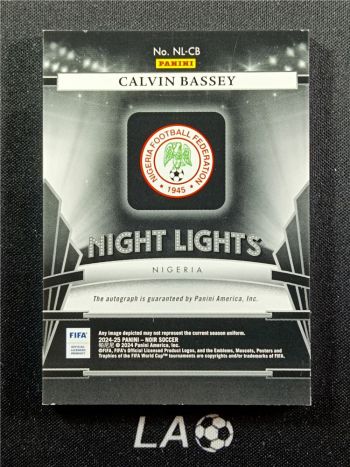 No. NL-CB
PANINI
CALVIN BASSEY
NIGERIA FOOTBALL FEDERATION
1945
NIGHT LIGHTS
NIGERIA
The autograph is guaranteed by Panini America, Inc.
FIFA
OFFICIAL
LICENSED
PRODUCT
Any image depicted may not represent the current season uniform.
2024-25 PANINI – NOIR SOCCER
帕尼尼 © 2024 Panini America, Inc.
©FIFA, FIFA's Official Licensed Product Logos, and the Emblems, Mascots, Posters and
Trophies of the FIFA World Cup™ tournaments are copyrights and/or trademarks of FIFA.
LA